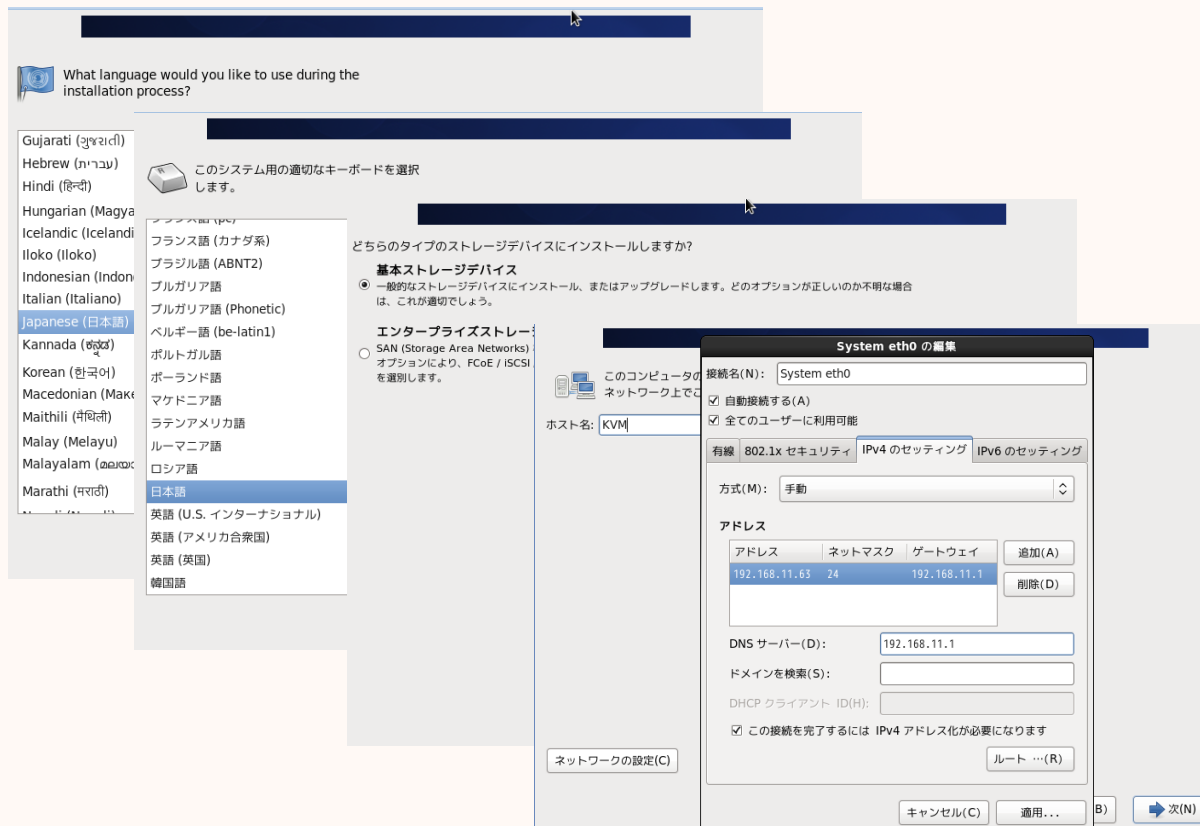 What language would you like to use during the
installation process?
Gujarati (ગુજરાતી)
Hebrew (עברית)
Hindi (हिन्दी)
Hungarian (Magya
Icelandic (Icelandi
Iloko (Iloko)
Indonesian (Indon
Italian (Italiano)
Japanese (日本語)
Kannada (ಕನ್ನಡ)
Korean (한국어)
Macedonian (Маке
Maithili (मैथिली)
Malay (Melayu)
Malayalam (മലയാ
Marathi (मराठी)
このシステム用の適切なキーボードを選択
します。
フランス語 (pc)
フランス語 (カナダ系)
ブラジル語 (ABNT2)
ブルガリア語
ブルガリア語 (Phonetic)
ベルギー語 (be-latin1)
ポルトガル語
ポーランド語
マケドニア語
ラテンアメリカ語
ルーマニア語
ロシア語
日本語
英語 (U.S. インターナショナル)
英語 (アメリカ合衆国)
英語 (英国)
韓国語
どちらのタイプのストレージデバイスにインストールしますか?
基本ストレージデバイス
一般的なストレージデバイスにインストール、またはアップグレードします。どのオプションが正しいのか不明な場合
は、これが適切でしょう。
エンタープライズストレー
SAN (Storage Area Networks)
オプションにより、FCoE / iSCSI
を選別します。
このコンピュータの
ネットワーク上でこ
ホスト名: KVM
ネットワークの設定(C)
System eth0 の編集
接続名(N): System eth0
自動接続する(A)
全てのユーザーに利用可能
有線 802.1x セキュリティ IPv4 のセッティング IPv6 のセッティング
方式(M): 手動
アドレス
アドレス ネットマスク ゲートウェイ 追加(A)
192.168.11.63 24 192.168.11.1
削除(D)
DNS サーバー(D): 192.168.11.1
ドメインを検索(S):
DHCP クライアント ID(H):
この接続を完了するには IPv4 アドレス化が必要になります
ルート …(R)
キャンセル(C) 適用...
B) 次(N)